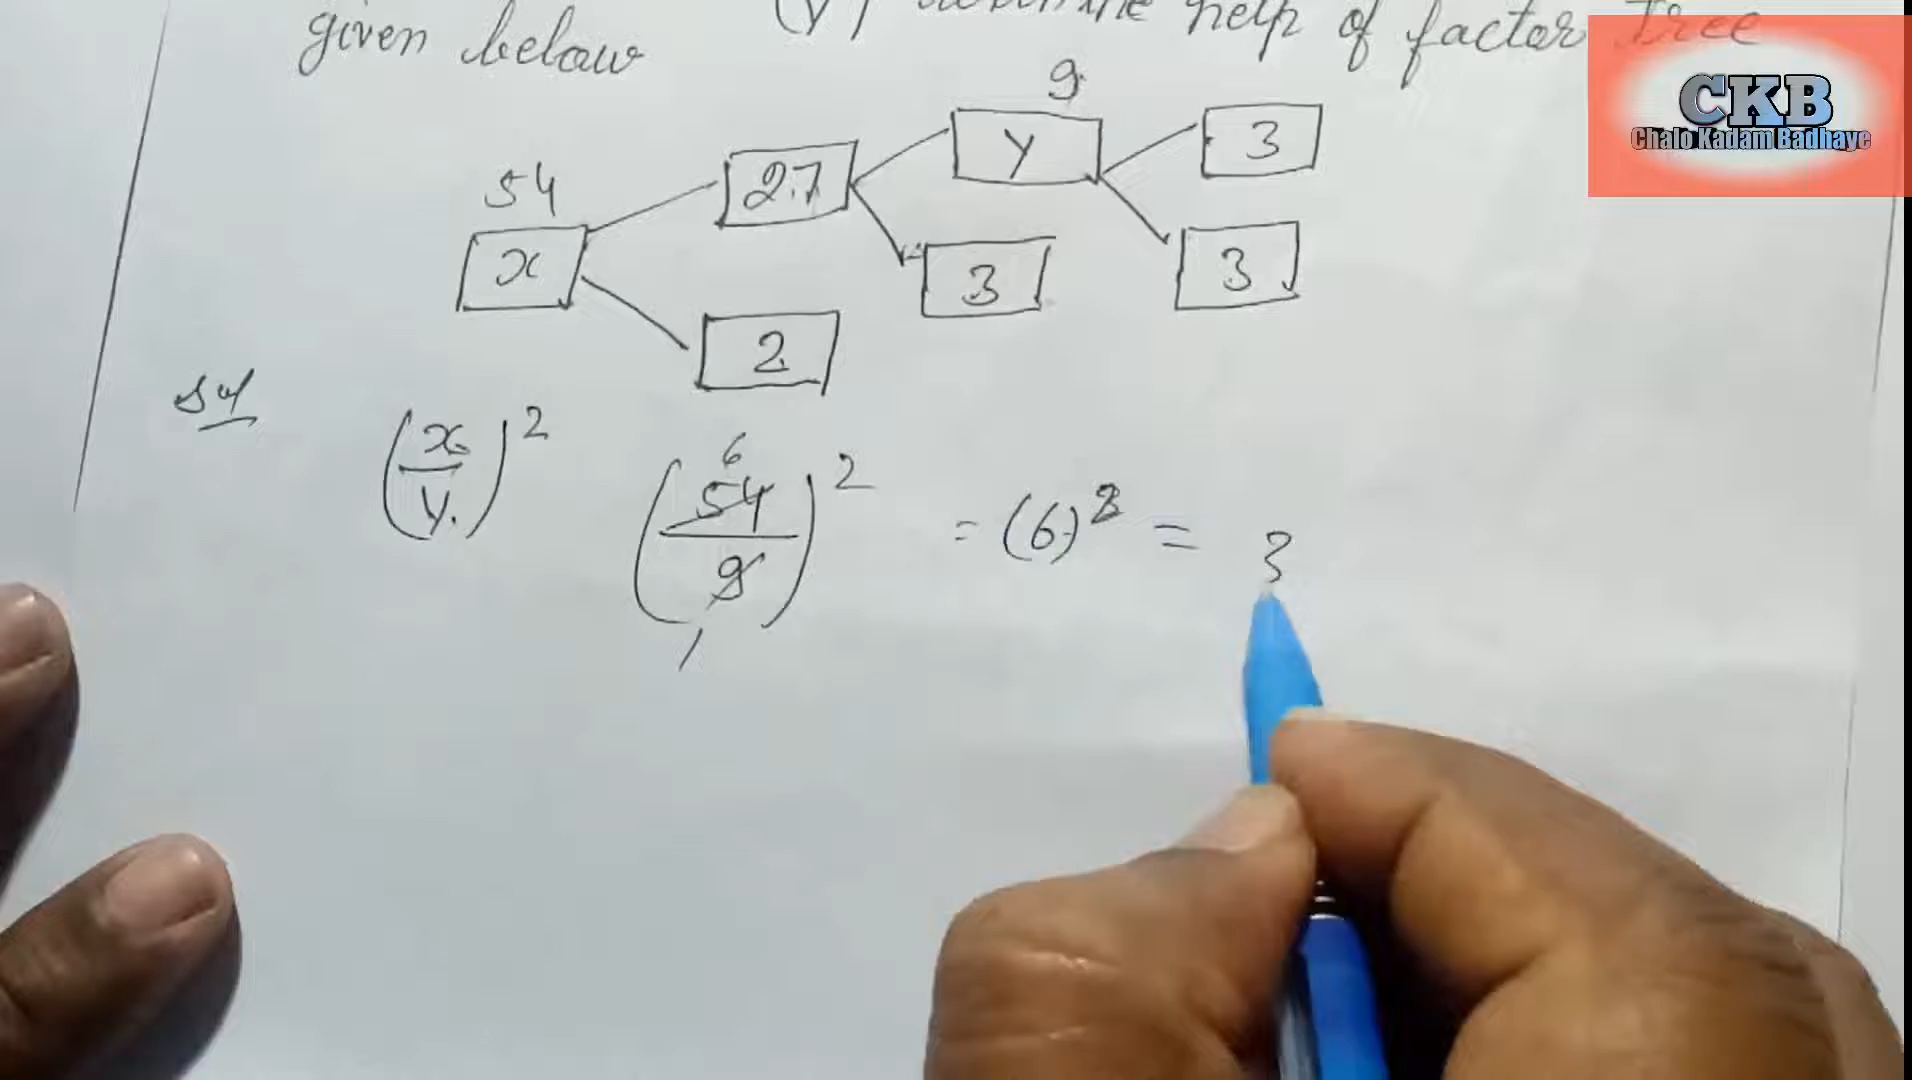 (y) help of factor tree
given below
CKB
Chalo Kadam Badhaye
9
y 3
54 27
x 3 3
2
Sol
(x/y)² (54/9)² = (6)² = 3
6
1